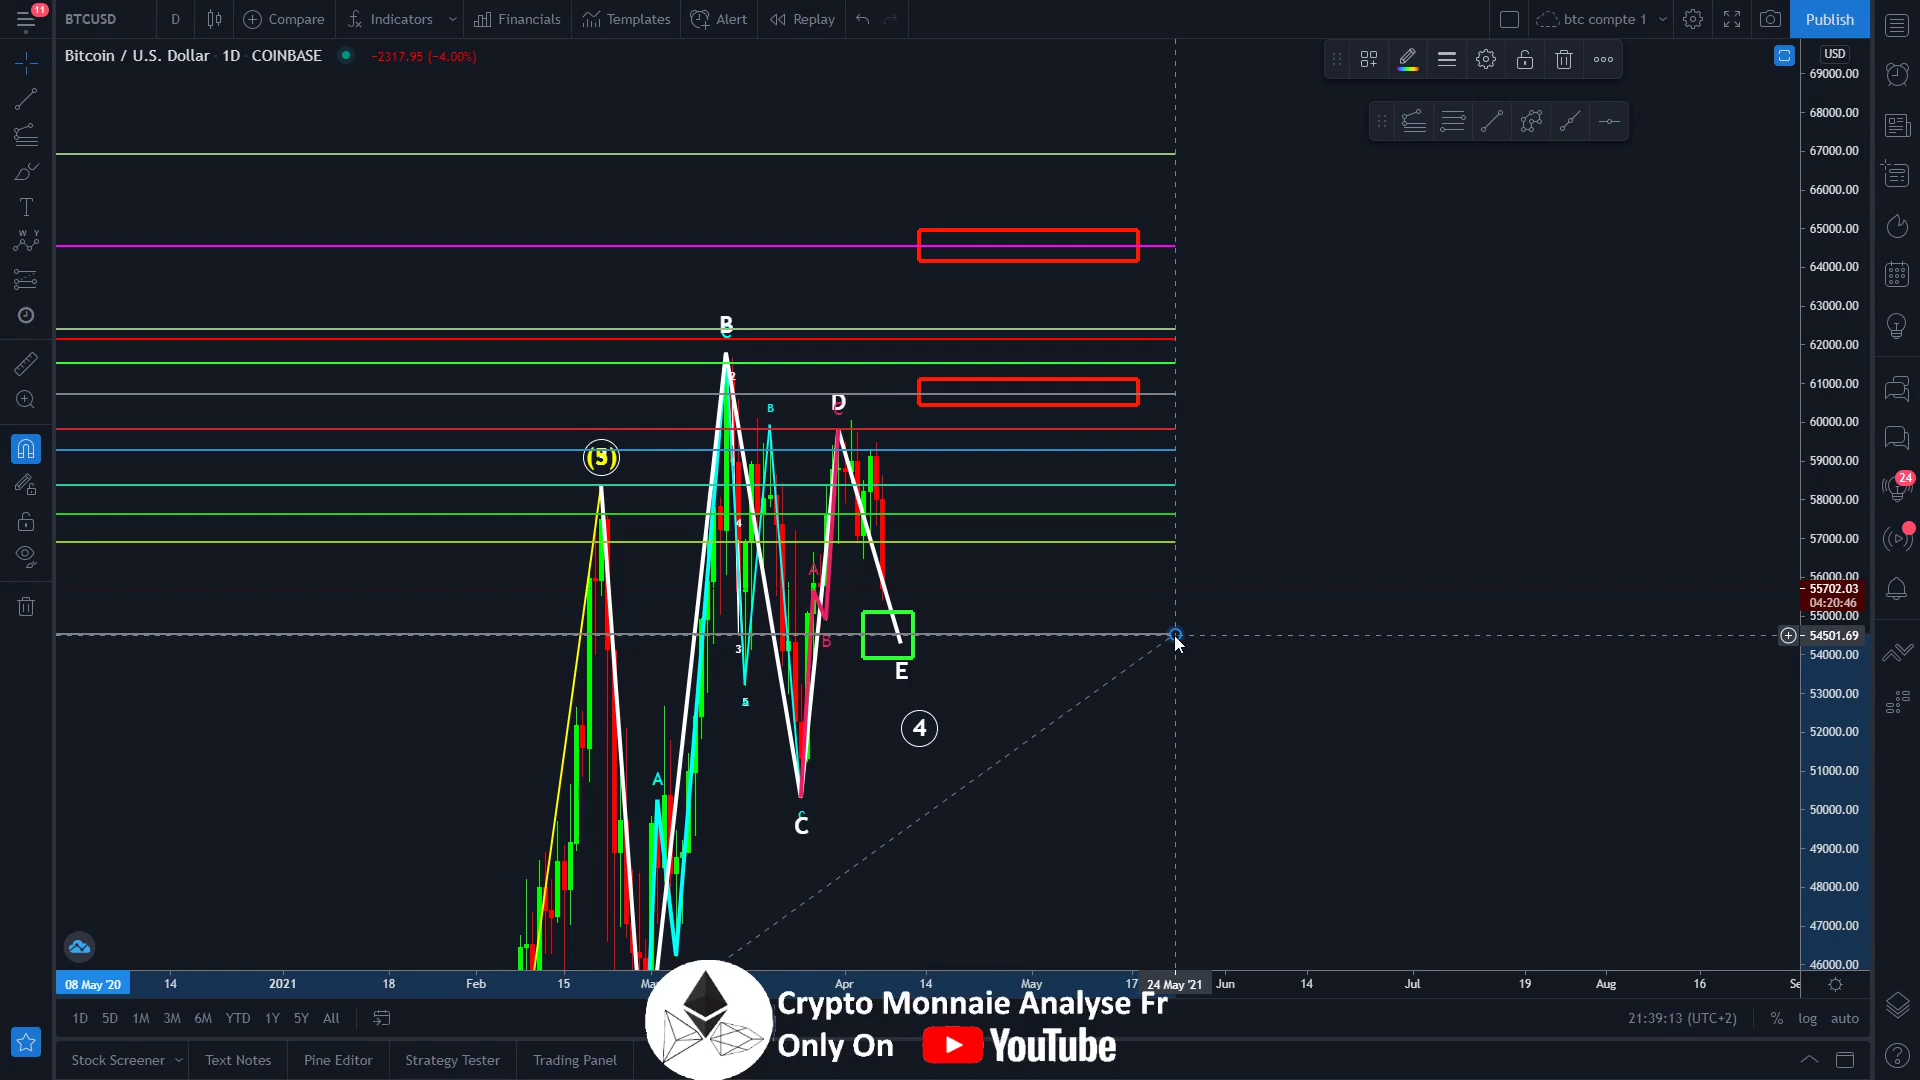 11
BTCUSD
D
Compare
Indicators
Financials
Templates
Alert
Replay
btc compte 1
Publish
Bitcoin / U.S. Dollar · 1D · COINBASE
−2317.95 (−4.00%)
USD
69000.00
68000.00
67000.00
66000.00
65000.00
64000.00
63000.00
62000.00
61000.00
60000.00
59000.00
58000.00
57000.00
56000.00
55702.03
04:20:46
55000.00
54501.69
54000.00
53000.00
52000.00
51000.00
50000.00
49000.00
48000.00
47000.00
46000.00
T
W Y
24
B
2
B
D
C
(5)
4
A
B
3
5
E
4
A
C
C
08 May '20
14
2021
18
Feb
15
Apr
14
May
17
24 May '21
Jun
14
Jul
19
Aug
16
1D
5D
1M
3M
6M
YTD
1Y
5Y
All
21:39:13 (UTC+2)
%
log
auto
Stock Screener
Text Notes
Pine Editor
Strategy Tester
Trading Panel
Crypto Monnaie Analyse Fr
Only On YouTube